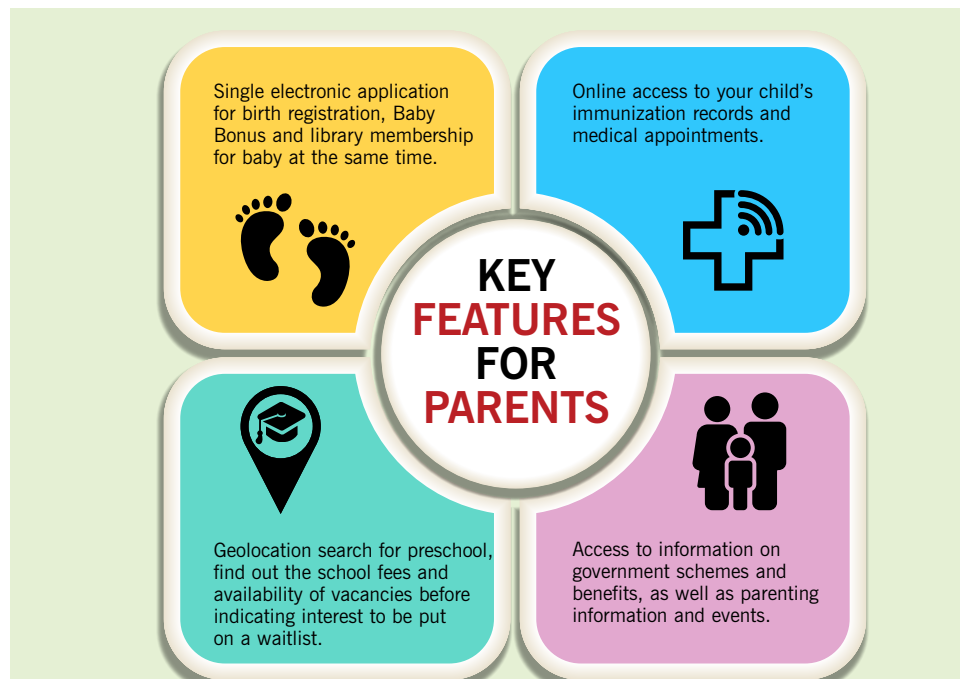 Single electronic application
for birth registration, Baby
Bonus and library membership
for baby at the same time.
Online access to your child’s
immunization records and
medical appointments.
KEY
FEATURES
FOR
PARENTS
Geolocation search for preschool,
find out the school fees and
availability of vacancies before
indicating interest to be put
on a waitlist.
Access to information on
government schemes and
benefits, as well as parenting
information and events.